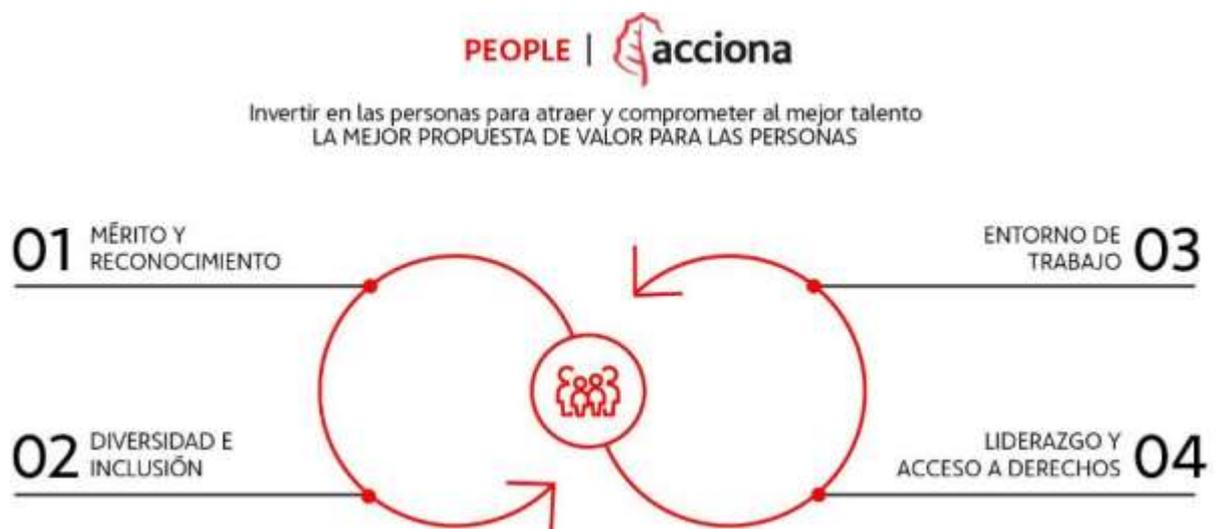 PEOPLE | acciona
Invertir en las personas para atraer y comprometer al mejor talento
LA MEJOR PROPUESTA DE VALOR PARA LAS PERSONAS
01 MÉRITO Y
RECONOCIMIENTO
02 DIVERSIDAD E
INCLUSIÓN
ENTORNO DE
TRABAJO 03
LIDERAZGO Y
ACCESO A DERECHOS 04